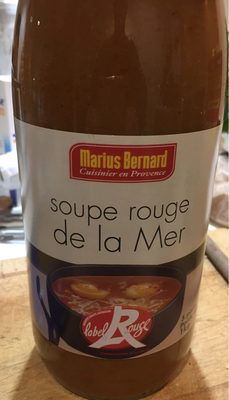 Marius Bernard
Cuisinier en Provence
soupe rouge
de la Mer
Label Rouge